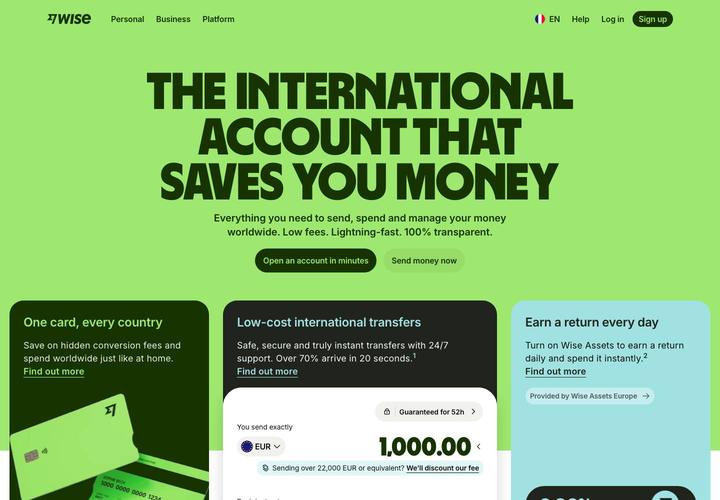 wise
Personal Business Platform
EN Help Log in Sign up
THE INTERNATIONAL
ACCOUNT THAT
SAVES YOU MONEY
Everything you need to send, spend and manage your money
worldwide. Low fees. Lightning-fast. 100% transparent.
Open an account in minutes
Send money now
One card, every country
Save on hidden conversion fees and
spend worldwide just like at home.
Find out more
Low-cost international transfers
Safe, secure and truly instant transfers with 24/7
support. Over 70% arrive in 20 seconds.1
Find out more
Guaranteed for 52h
You send exactly
EUR
1,000.00
Sending over 22,000 EUR or equivalent? We'll discount our fee
Earn a return every day
Turn on Wise Assets to earn a return
daily and spend it instantly.2
Find out more
Provided by Wise Assets Europe